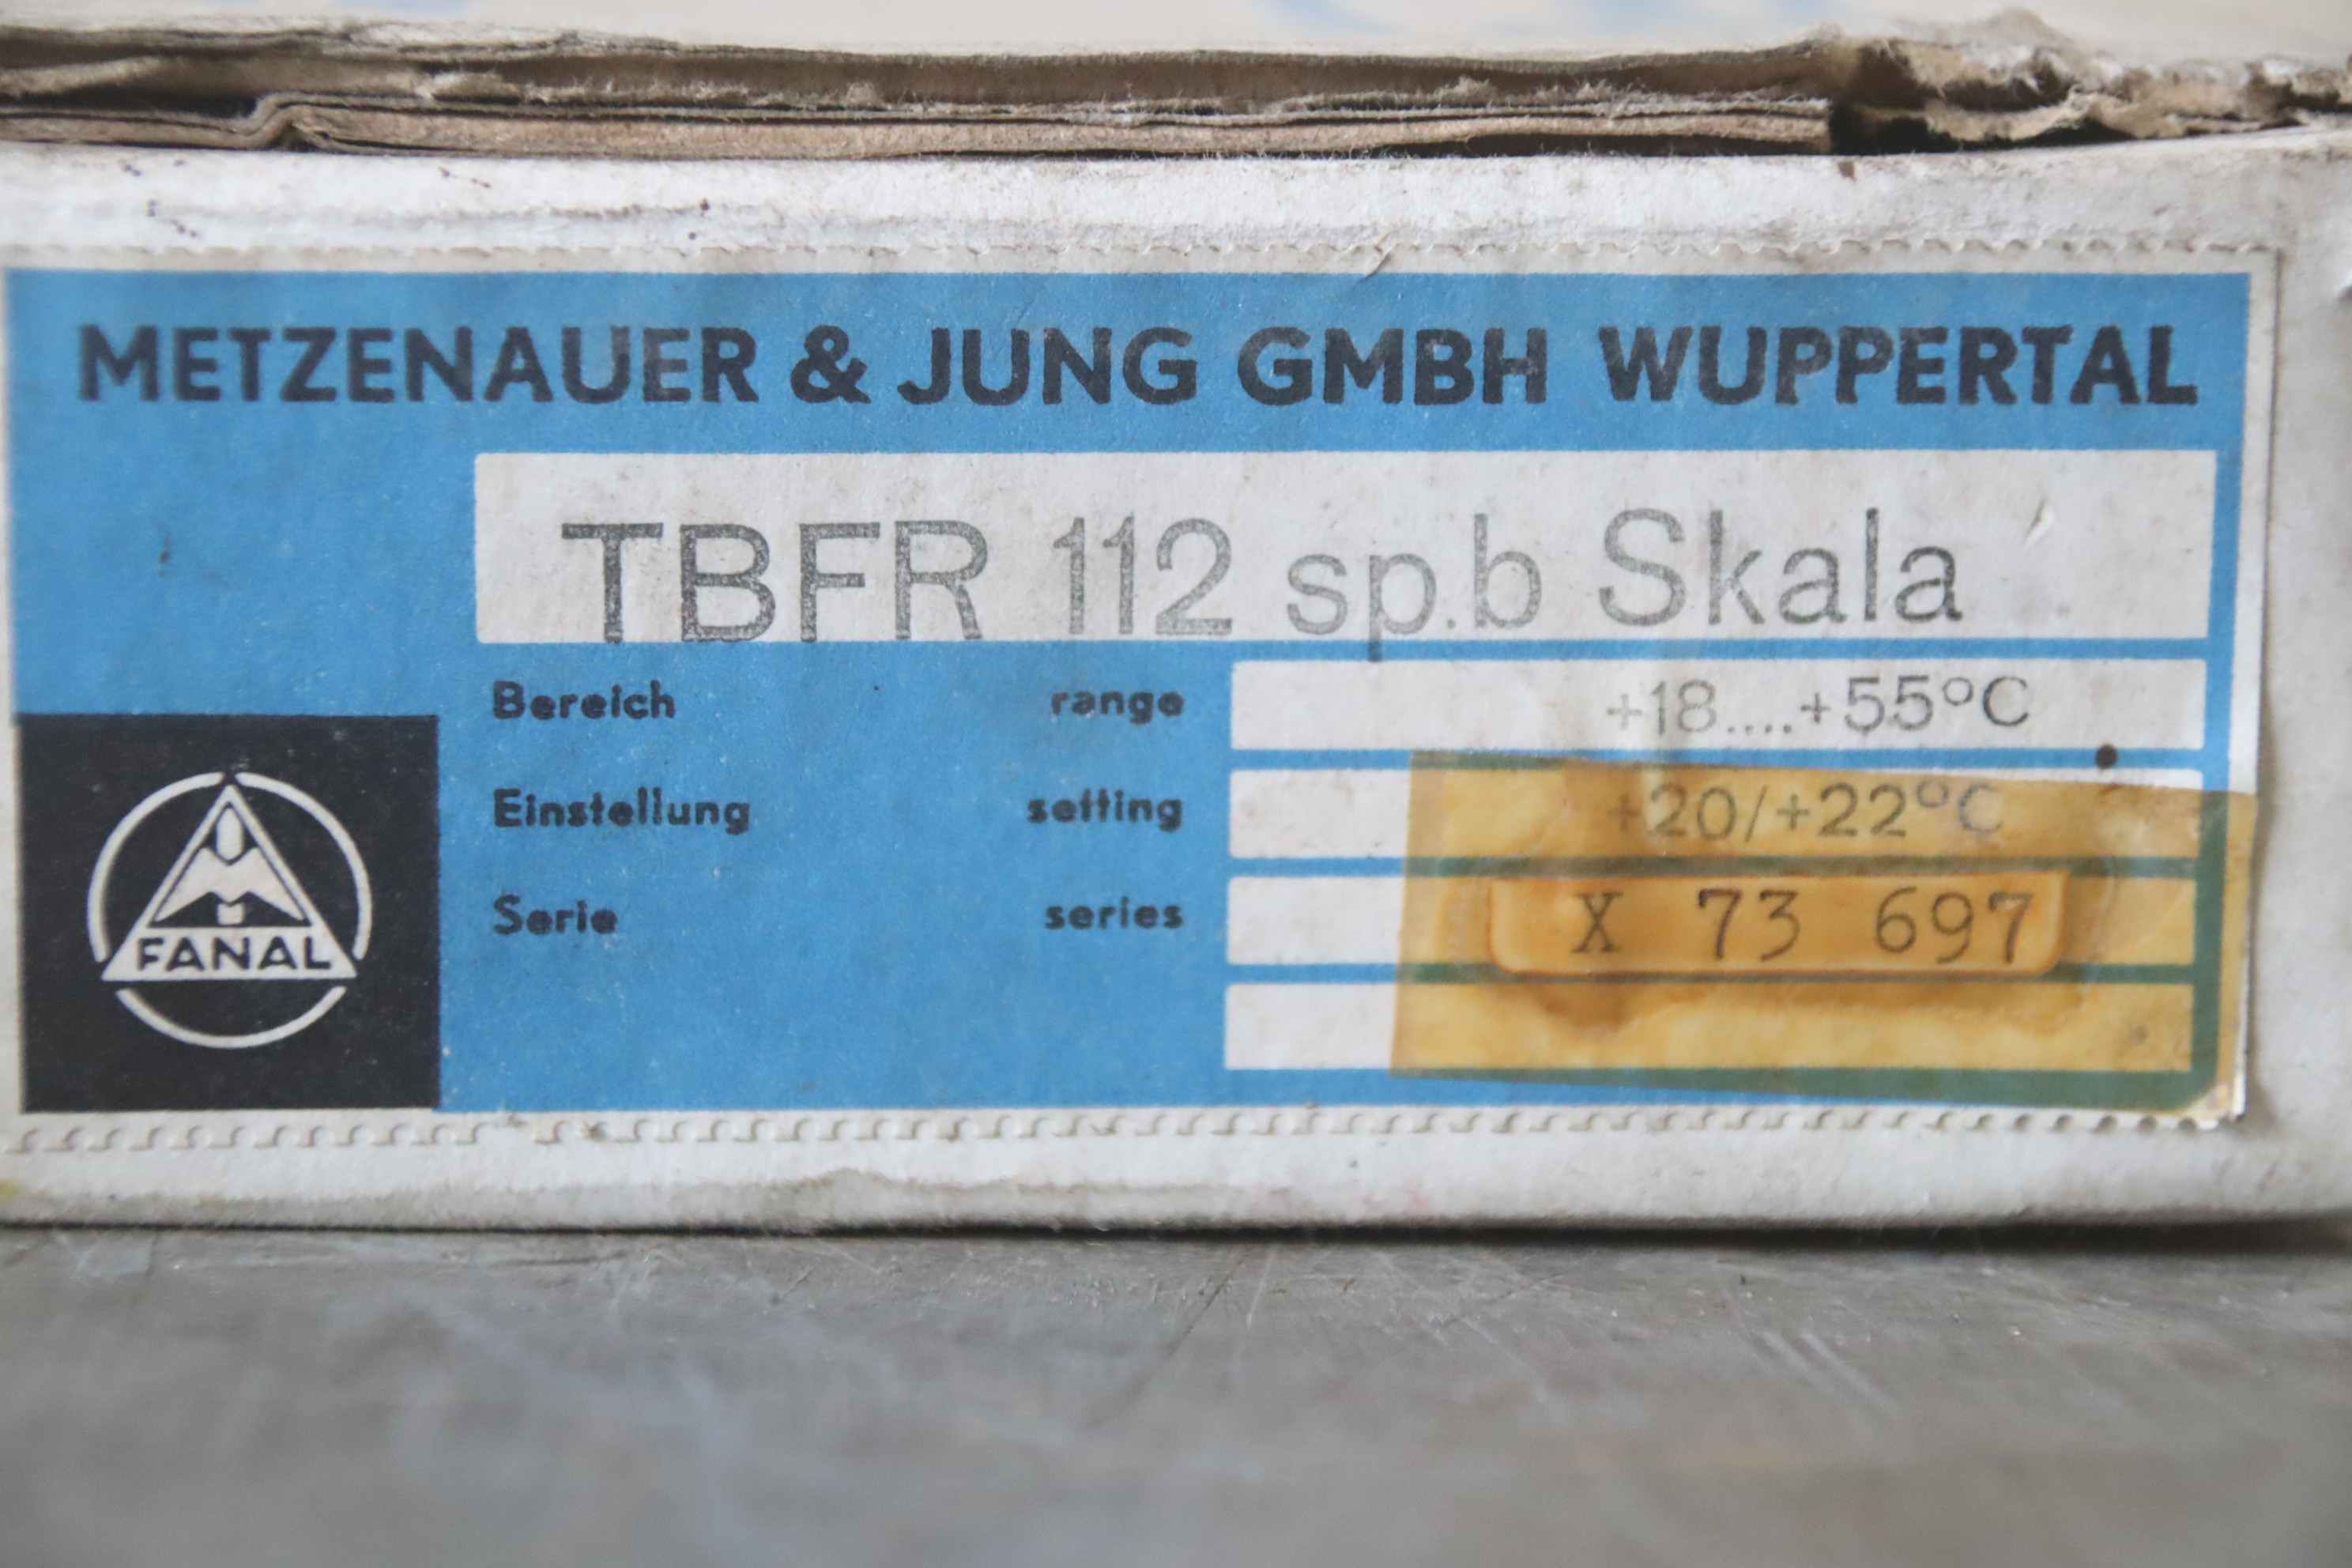 METZENAUER & JUNG GMBH WUPPERTAL
TBFR 112 sp.b Skala
Bereich range +18....+55°C
Einstellung setting +20/+22°C
Serie series X 73 697
FANAL